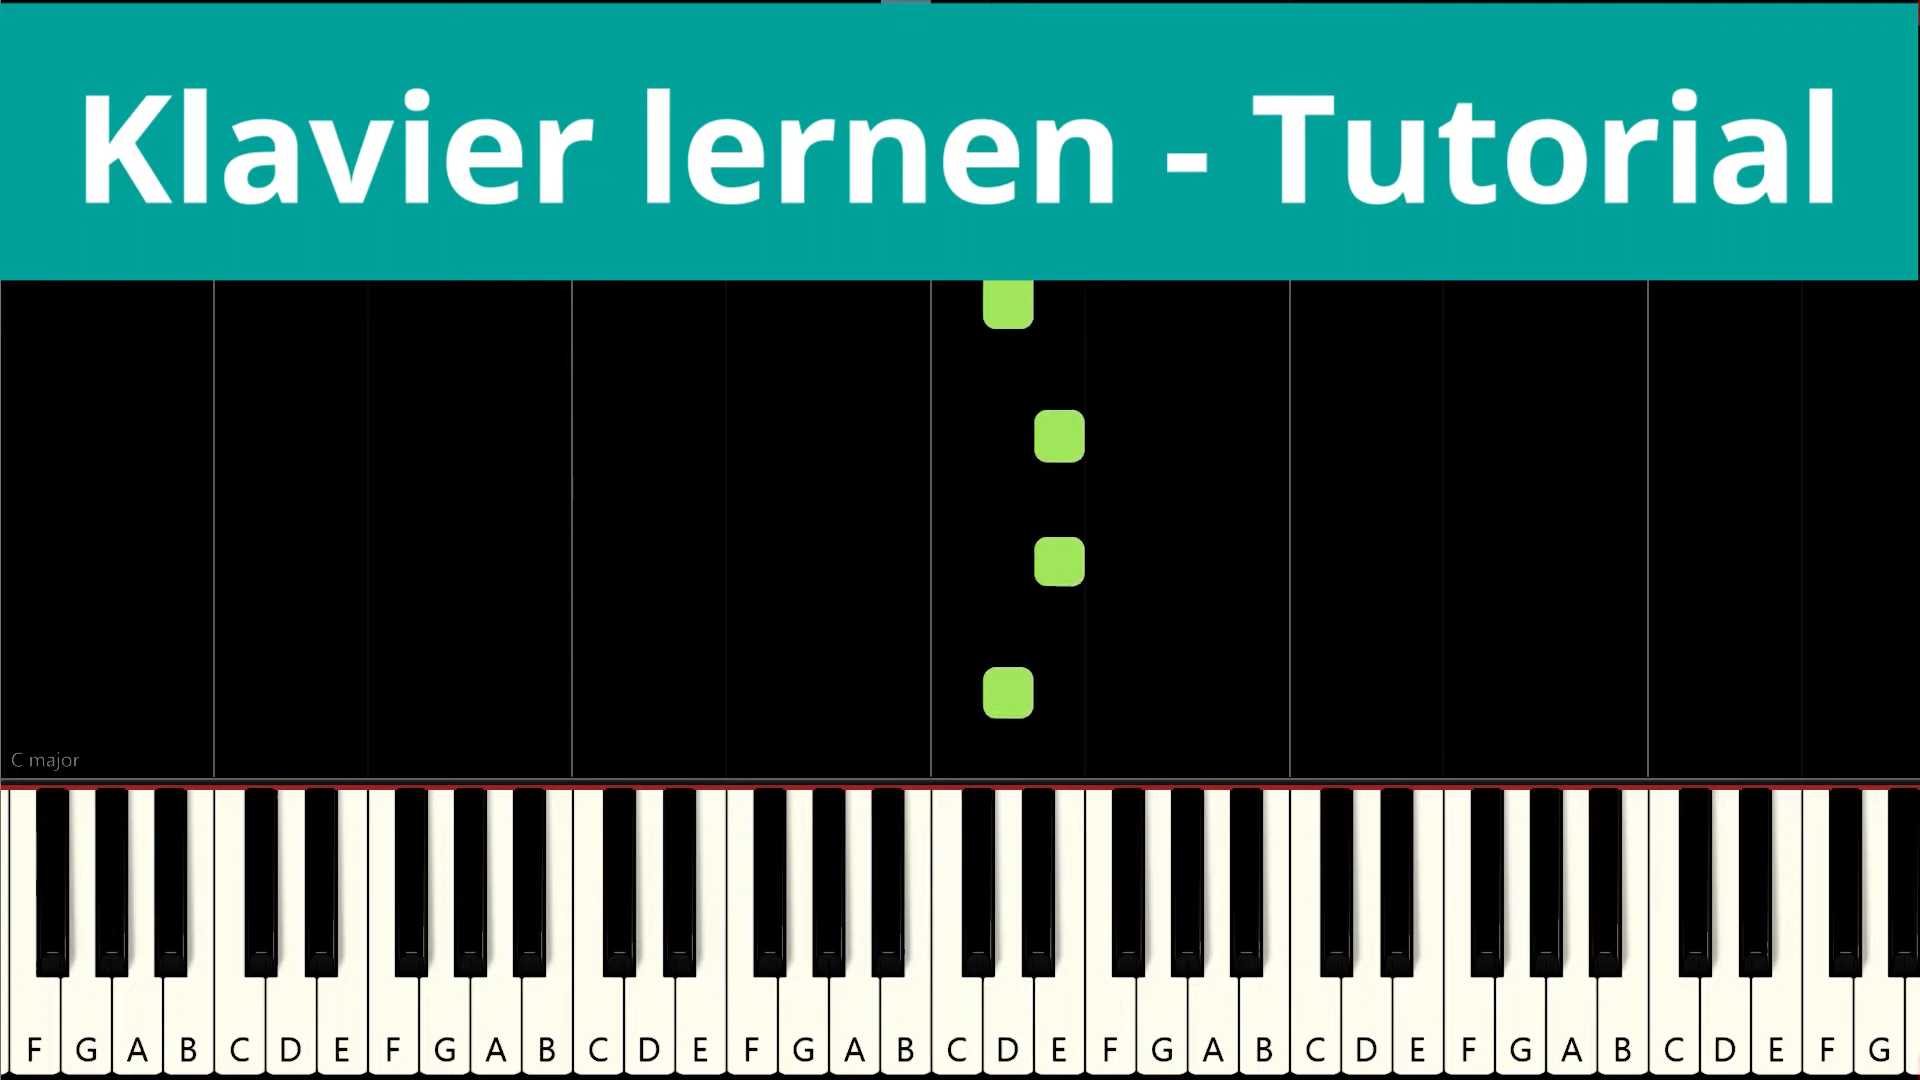 Klavier lernen - Tutorial
C major
F G A B C D E F G A B C D E F G A B C D E F G A B C D E F G A B C D E F G